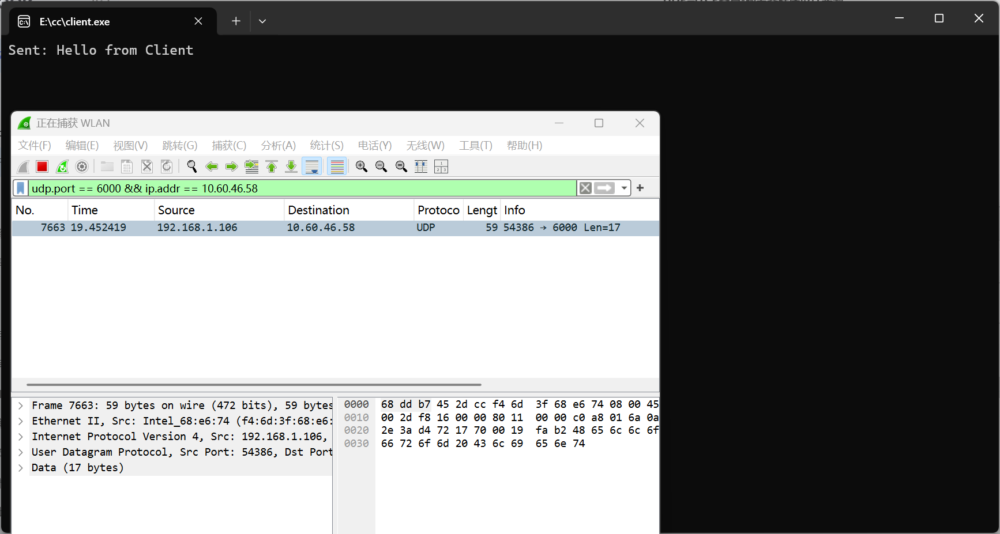 E:\cc\client.exe
Sent: Hello from Client
正在捕获 WLAN
文件(F) 编辑(E) 视图(V) 跳转(G) 捕获(C) 分析(A) 统计(S) 电话(Y) 无线(W) 工具(T) 帮助(H)
udp.port == 6000 && ip.addr == 10.60.46.58
No. Time Source Destination Protoco Lengt Info
7663 19.452419 192.168.1.106 10.60.46.58 UDP 59 54386 → 6000 Len=17
Frame 7663: 59 bytes on wire (472 bits), 59 bytes
Ethernet II, Src: Intel_68:e6:74 (f4:6d:3f:68:e6:
Internet Protocol Version 4, Src: 192.168.1.106,
User Datagram Protocol, Src Port: 54386, Dst Port
Data (17 bytes)
0000 68 dd b7 45 2d cc f4 6d 3f 68 e6 74 08 00 45
0010 00 2d f8 16 00 00 80 11 00 00 c0 a8 01 6a 0a
0020 2e 3a d4 72 17 70 00 19 fa b2 48 65 6c 6c 6f
0030 66 72 6f 6d 20 43 6c 69 65 6e 74